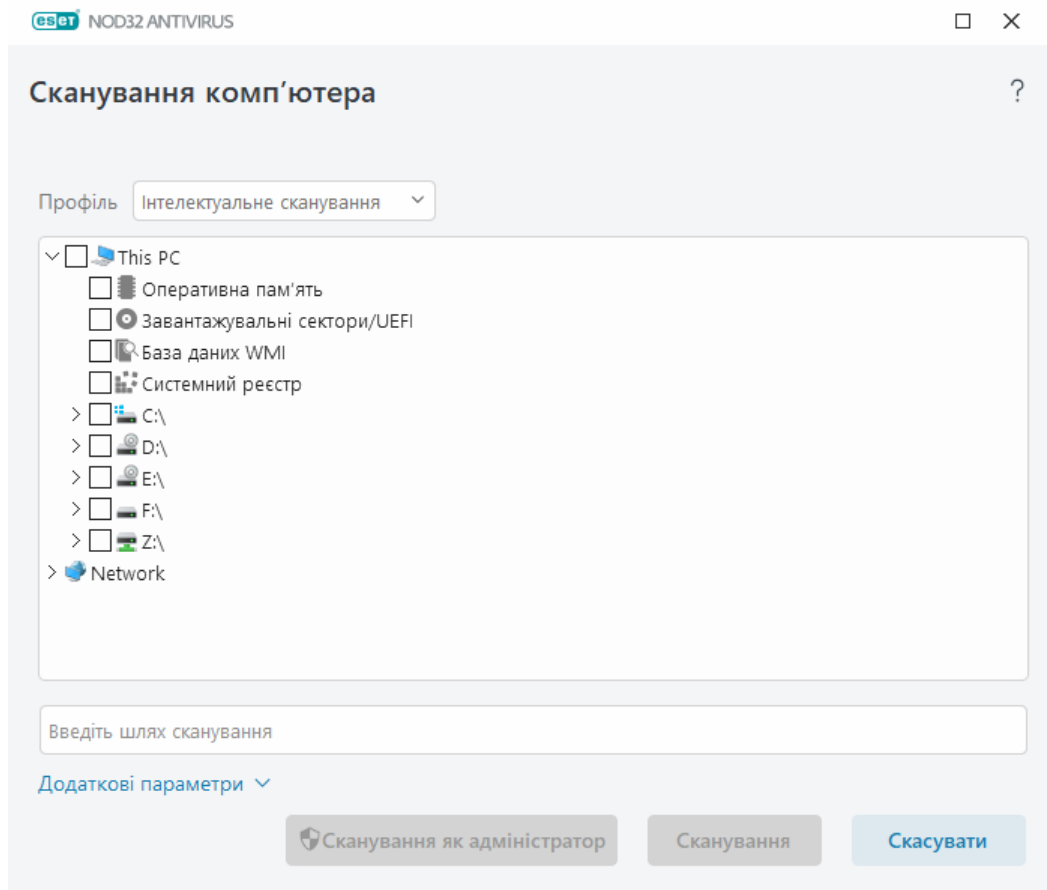 eset NOD32 ANTIVIRUS
Сканування комп’ютера
?
Профіль Інтелектуальне сканування
This PC
Оперативна пам'ять
Завантажувальні сектори/UEFI
База даних WMI
Системний реєстр
C:\
D:\
E:\
F:\
Z:\
Network
Введіть шлях сканування
Додаткові параметри
Сканування як адміністратор Сканування Скасувати